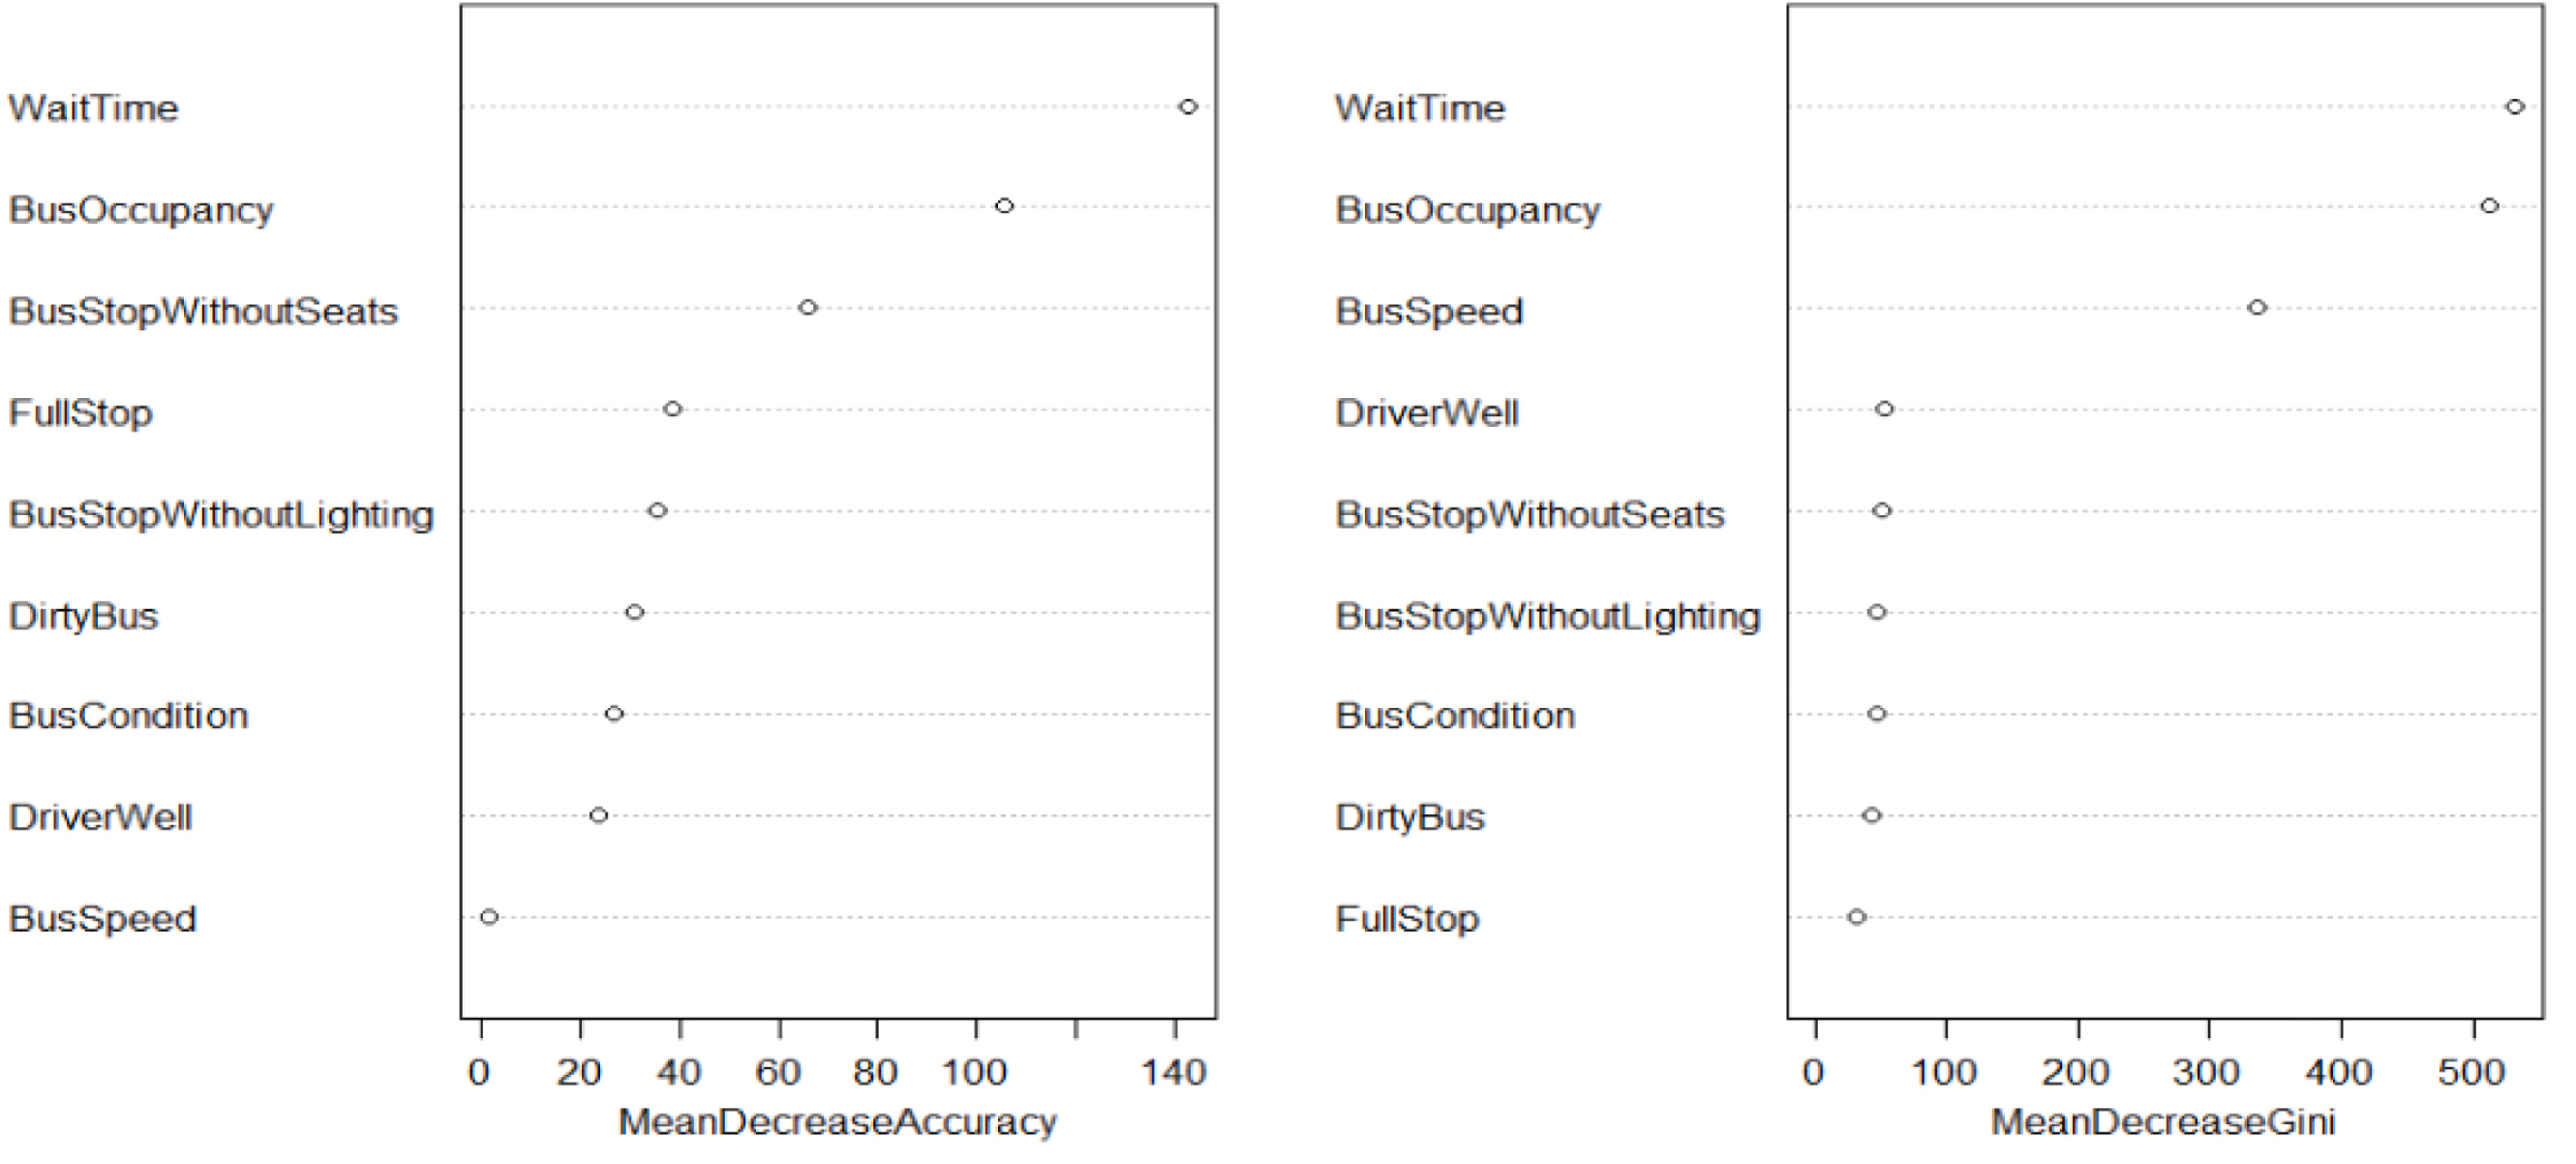 WaitTime
BusOccupancy
BusStopWithoutSeats
FullStop
BusStopWithoutLighting
DirtyBus
BusCondition
DriverWell
BusSpeed
0 20 40 60 80 100 140
MeanDecreaseAccuracy
WaitTime
BusOccupancy
BusSpeed
DriverWell
BusStopWithoutSeats
BusStopWithoutLighting
BusCondition
DirtyBus
FullStop
0 100 200 300 400 500
MeanDecreaseGini